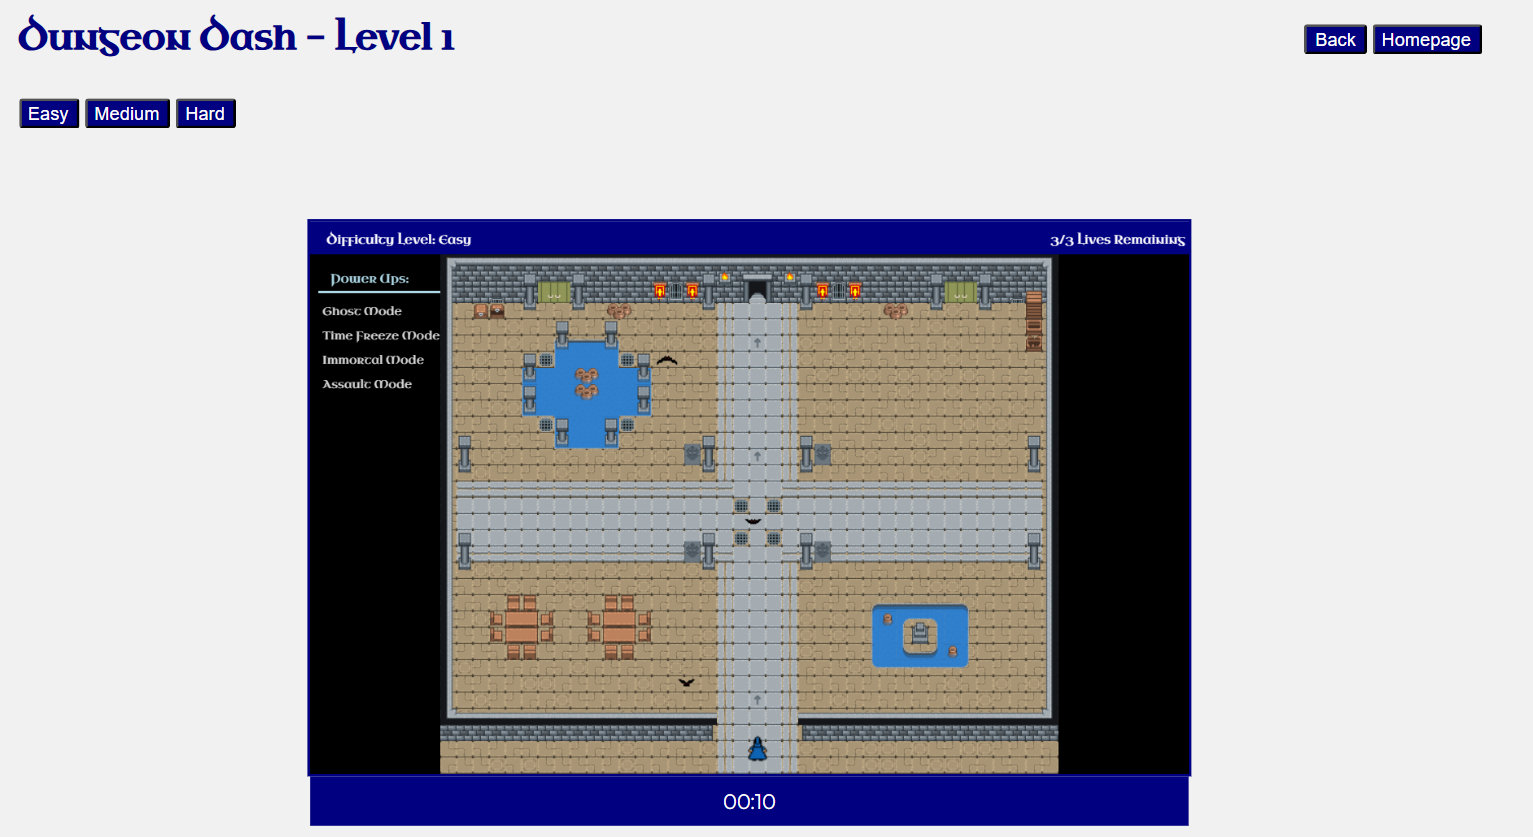 Dungeon Dash - Level 1
Back Homepage
Easy Medium Hard
Difficulty Level: Easy
3/3 Lives Remaining
Power Ups:
Ghost Mode
Time Freeze Mode
Immortal Mode
Assault Mode
00:10